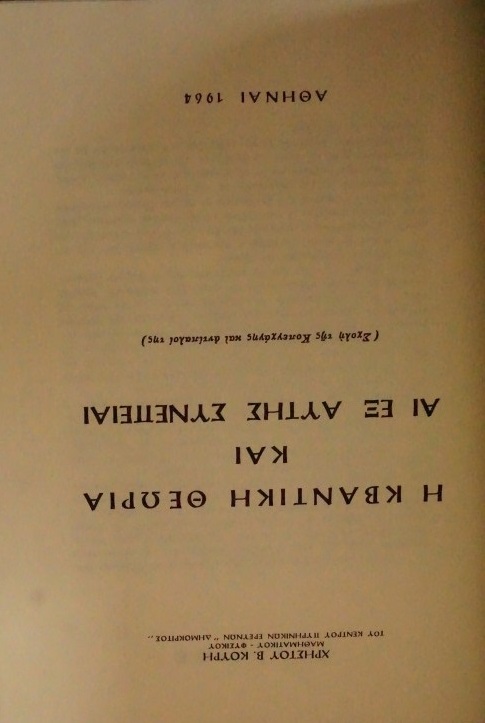 ΧΡΗΣΤΟΥ Β. ΚΟΥΡΗ
ΜΑΘΗΜΑΤΙΚΟΥ - ΦΥΣΙΚΟΥ
ΤΟΥ ΚΕΝΤΡΟΥ ΠΥΡΗΝΙΚΩΝ ΕΡΕΥΝΩΝ "ΔΗΜΟΚΡΙΤΟΣ,,
Η ΚΒΑΝΤΙΚΗ ΘΕΩΡΙΑ
ΚΑΙ
ΑΙ ΕΞ ΑΥΤΗΣ ΣΥΝΕΠΕΙΑΙ
(Σχολὴ τῆς Κοπεγχάγης καὶ ἀντίπαλοί της)
ΑΘΗΝΑΙ 1964